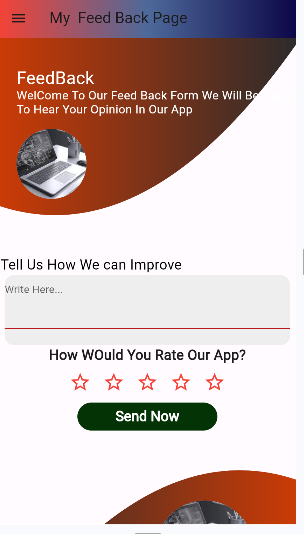 My Feed Back Page
FeedBack
WelCome To Our Feed Back Form We Will Be
To Hear Your Opinion In Our App
Tell Us How We can Improve
Write Here...
How WOuld You Rate Our App?
Send Now